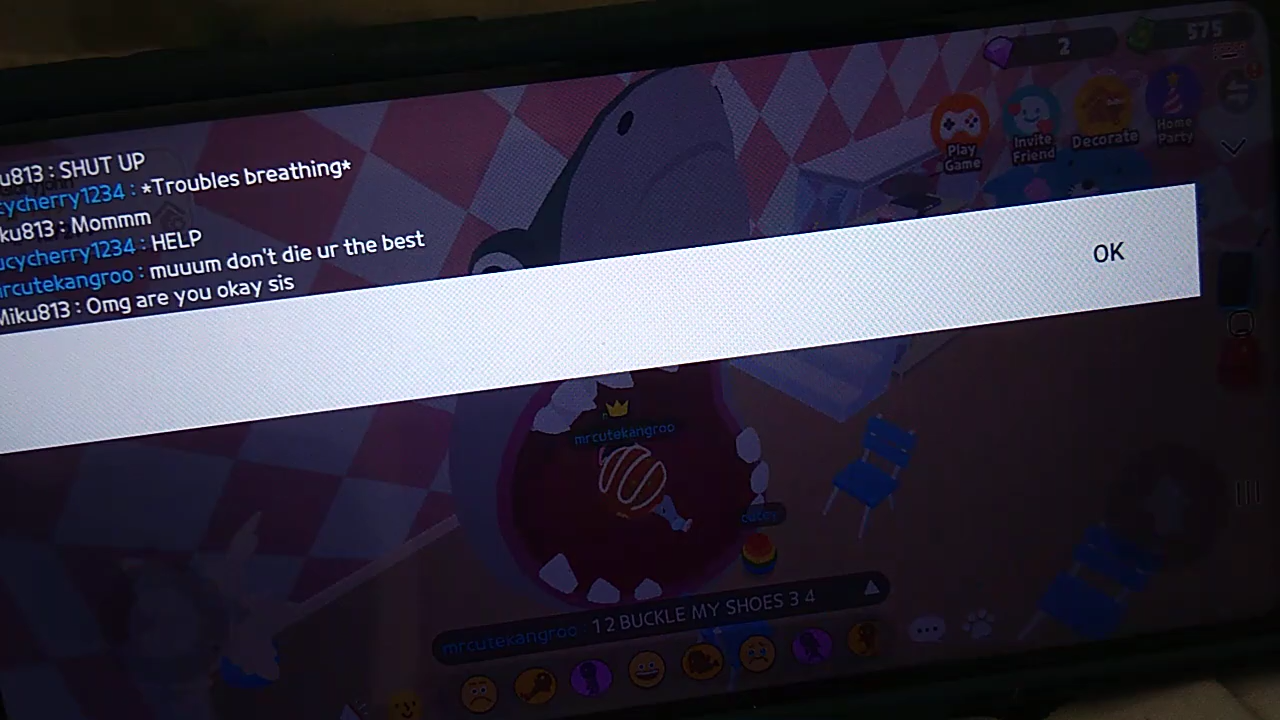 2
575
Play Game
Invite Friend
Decorate
Home Party
u813 : SHUT UP
cycherry1234 : *Troubles breathing*
ku813 : Mommm
ucycherry1234 : HELP
nrcutekangroo : muuum don't die ur the best
Miku813 : Omg are you okay sis
OK
mrcutekangroo
mrcutekangroo : 1 2 BUCKLE MY SHOES 3 4